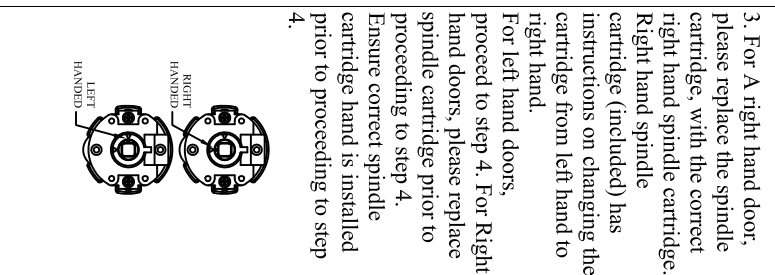 3. For A right hand door,
please replace the spindle
cartridge, with the correct
right hand spindle cartridge.
Right hand spindle
cartridge (included) has
instructions on changing the
cartridge from left hand to
right hand.
For left hand doors,
proceed to step 4. For Right
hand doors, please replace
spindle cartridge prior to
proceeding to step 4.
Ensure correct spindle
cartridge hand is installed
prior to proceeding to step
4.
RIGHT
HANDED
LEFT
HANDED